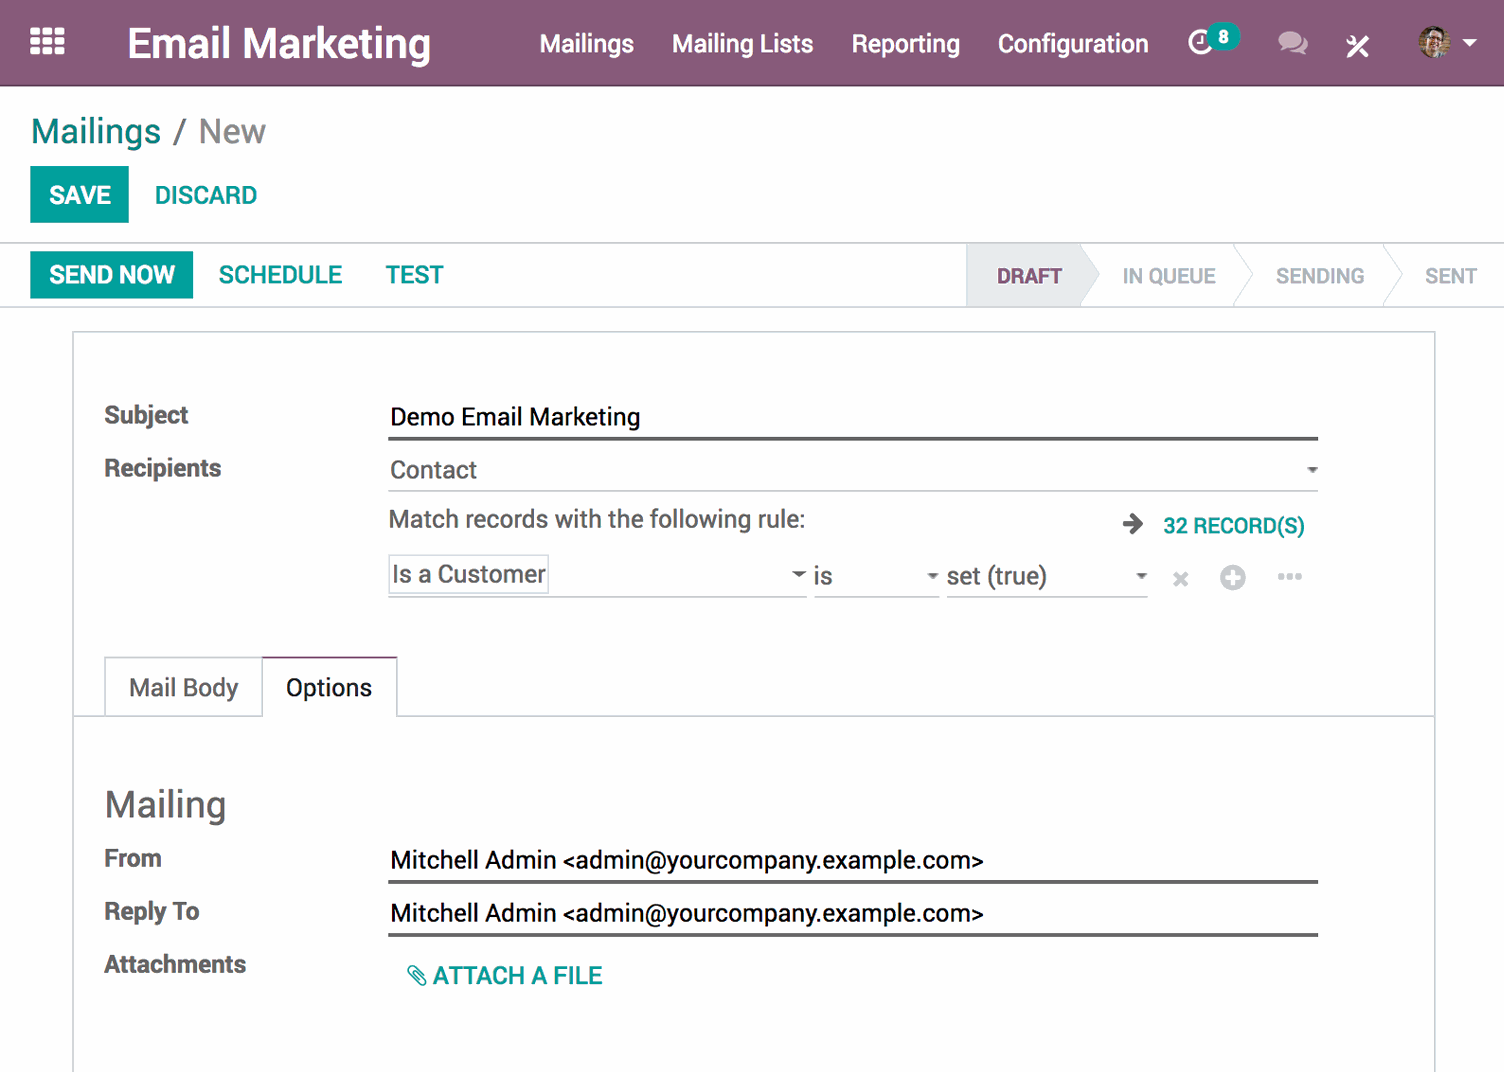 Email Marketing Mailings Mailing Lists Reporting Configuration 8
Mailings / New
SAVE DISCARD
SEND NOW SCHEDULE TEST DRAFT IN QUEUE SENDING SENT
Subject Demo Email Marketing
Recipients Contact
Match records with the following rule: 32 RECORD(S)
Is a Customer is set (true)
Mail Body Options
Mailing
From Mitchell Admin <admin@yourcompany.example.com>
Reply To Mitchell Admin <admin@yourcompany.example.com>
Attachments ATTACH A FILE